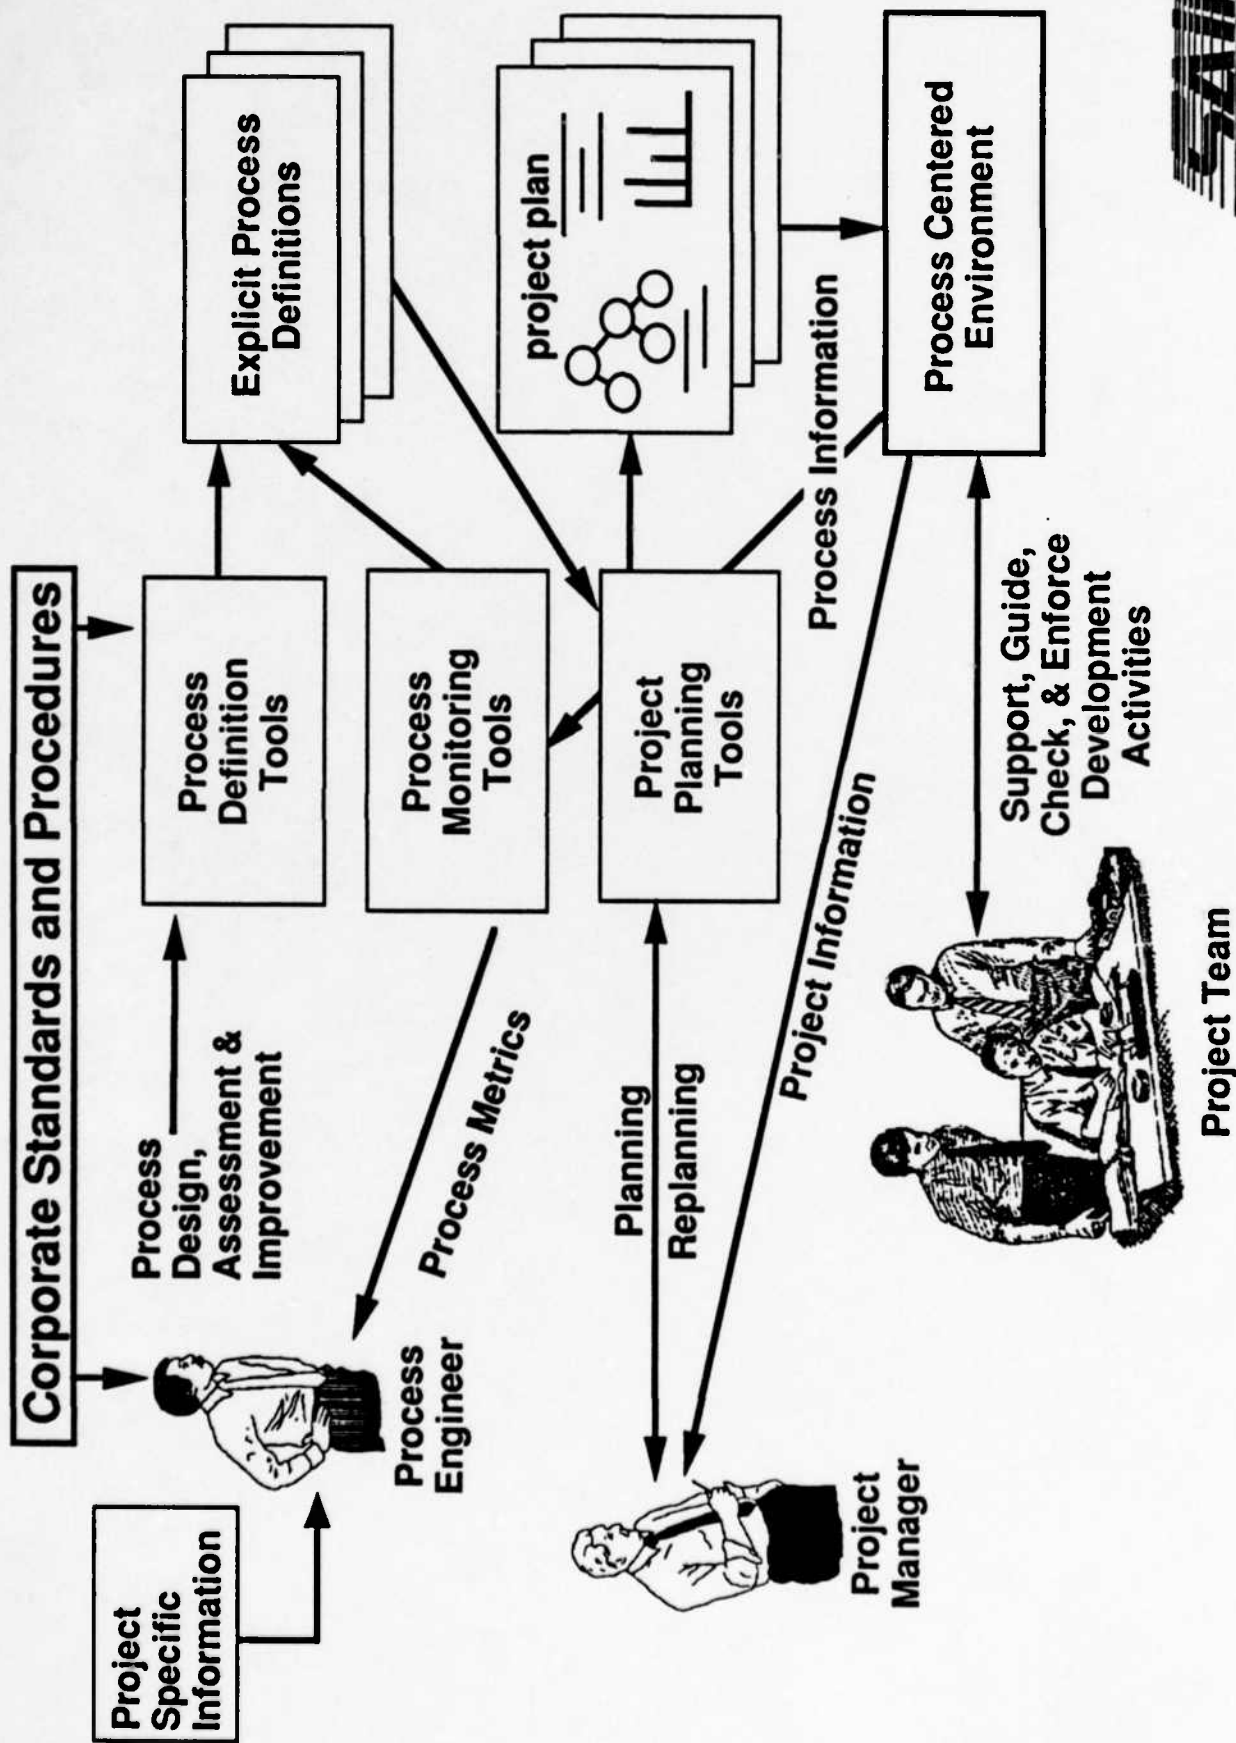 Corporate Standards and Procedures
Project
Specific
Information
Process
Engineer
Process
Design,
Assessment &
Improvement
Process
Definition
Tools
Explicit Process
Definitions
Process Metrics
Process
Monitoring
Tools
Planning
Replanning
Project
Planning
Tools
project plan
Project
Manager
Project Information
Process Information
Process Centered
Environment
Support, Guide,
Check, & Enforce
Development
Activities
Project Team